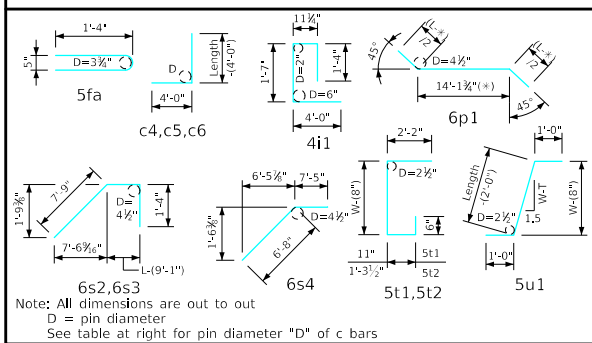 1'-4"
5"
D=3¾"
5fa
D
Length
-(4'-0")
4'-0"
c4,c5,c6
11¼"
1'-7"
D=2"
1'-4"
D=6"
4'-0"
4i1
45°
(L-*)
/2
D=4½"
14'-1¾"(*)
(L-*)
/2
45°
6p1
7'-9"
1'-9⅜"
D=
4½"
1'-4"
7'-6⁹⁄₁₆"
L-(9'-1")
6s2,6s3
6'-5⅞"
7'-5"
1'-6⅜"
D=4½"
6'-8"
6s4
2'-2"
D=2½"
W-(8")
6"
11"
5t1
1'-3½"
5t2
5t1,5t2
1'-0"
Length
-(2'-0")
W-T
1.5
W-(8")
D=2½"
1'-0"
5u1
Note: All dimensions are out to out
D = pin diameter
See table at right for pin diameter "D" of c bars